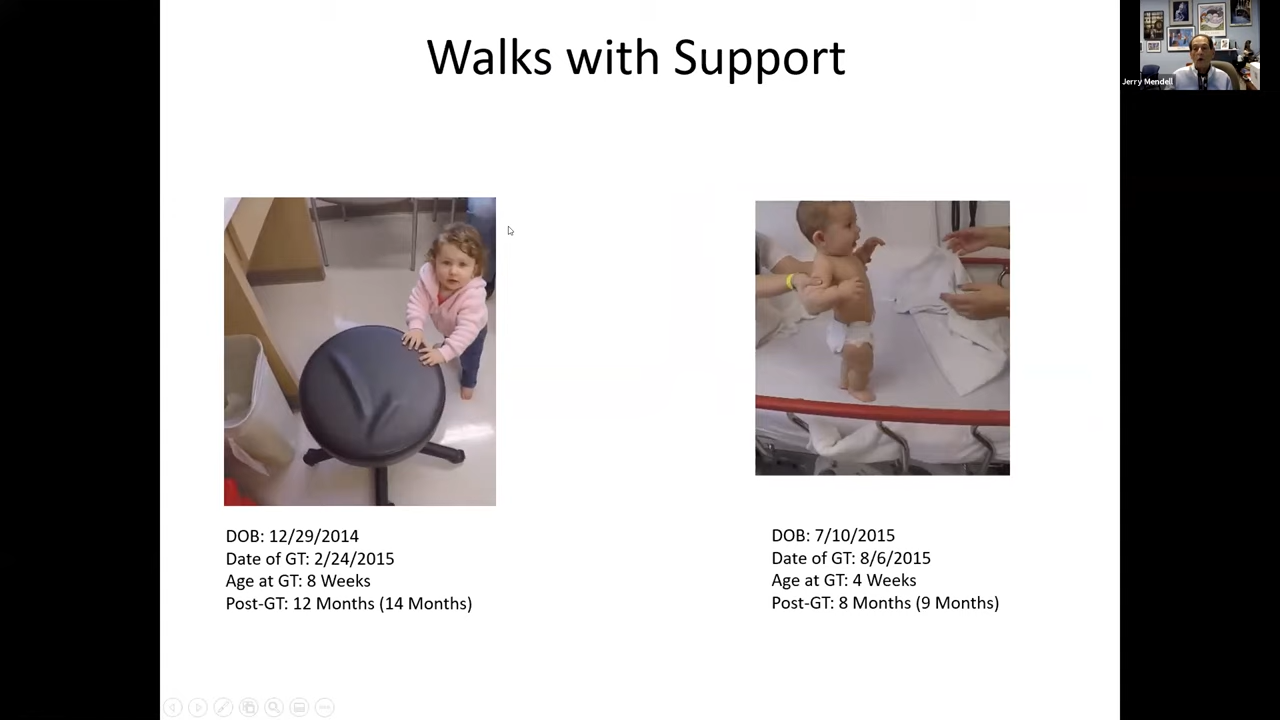 Walks with Support
Jerry Mendell
DOB: 12/29/2014
Date of GT: 2/24/2015
Age at GT: 8 Weeks
Post-GT: 12 Months (14 Months)
DOB: 7/10/2015
Date of GT: 8/6/2015
Age at GT: 4 Weeks
Post-GT: 8 Months (9 Months)